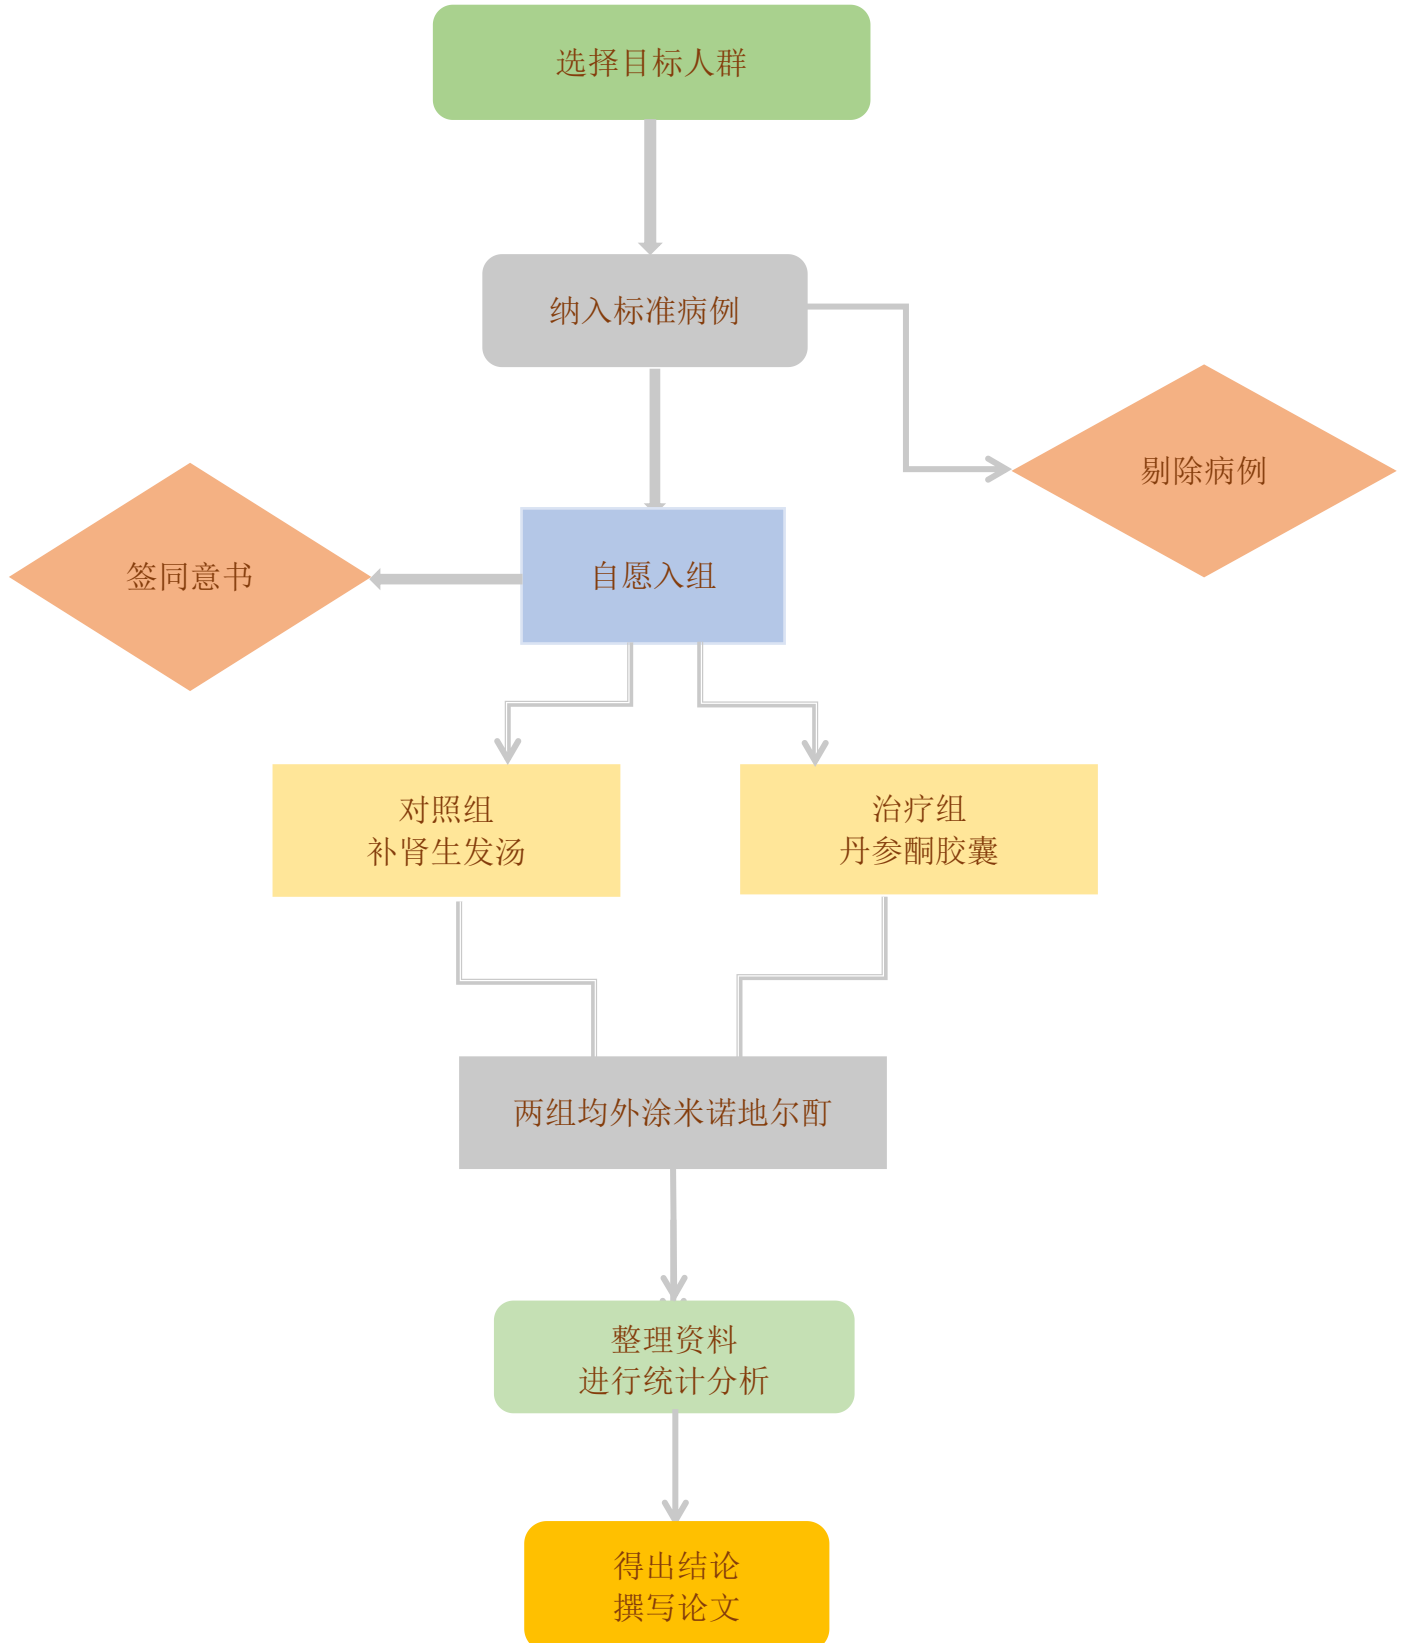 选择目标人群
纳入标准病例
剔除病例
签同意书
自愿入组
对照组
补肾生发汤
治疗组
丹参酮胶囊
两组均外涂米诺地尔酊
整理资料
进行统计分析
得出结论
撰写论文